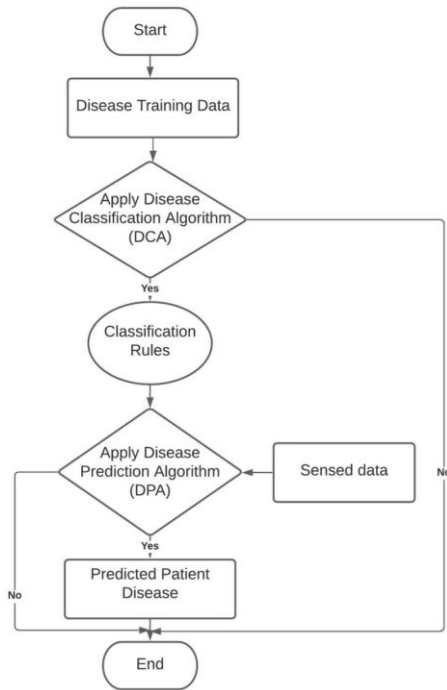 Start
Disease Training Data
Apply Disease
Classification Algorithm
(DCA)
Yes
Classification
Rules
Apply Disease
Prediction Algorithm
(DPA)
Sensed data
No
Yes
Predicted Patient
Disease
No
End